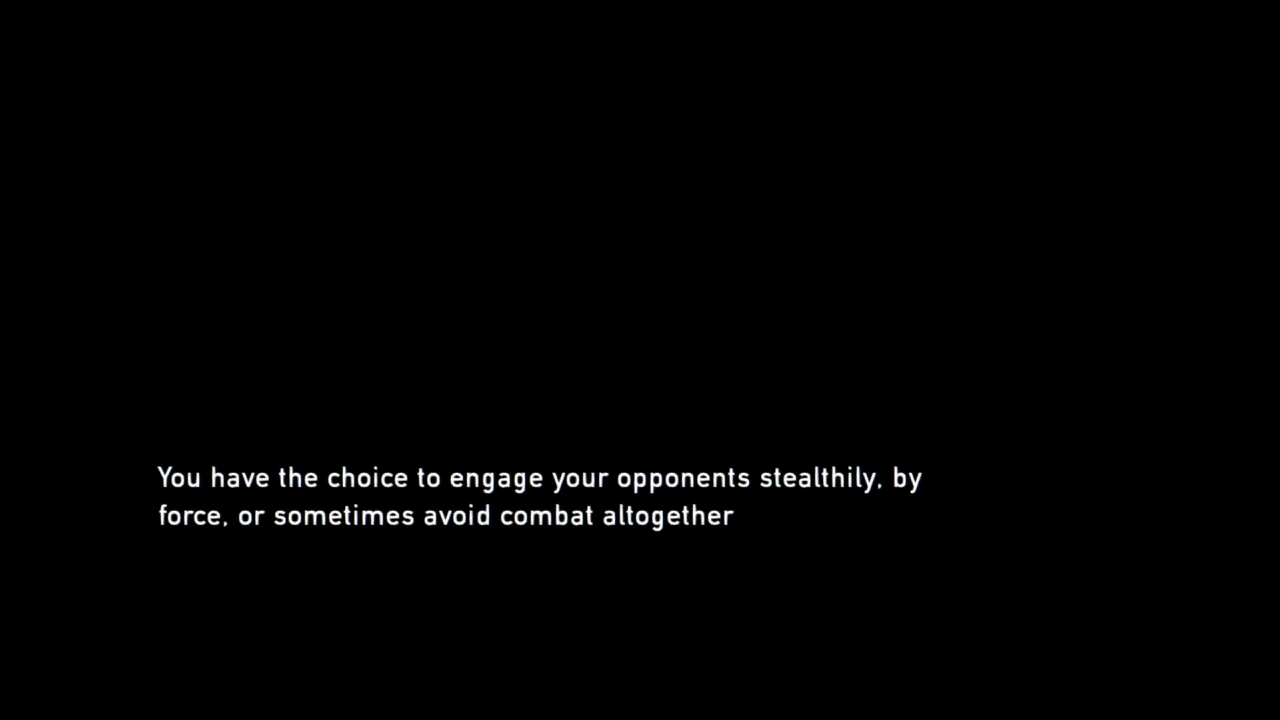 You have the choice to engage your opponents stealthily, by
force, or sometimes avoid combat altogether